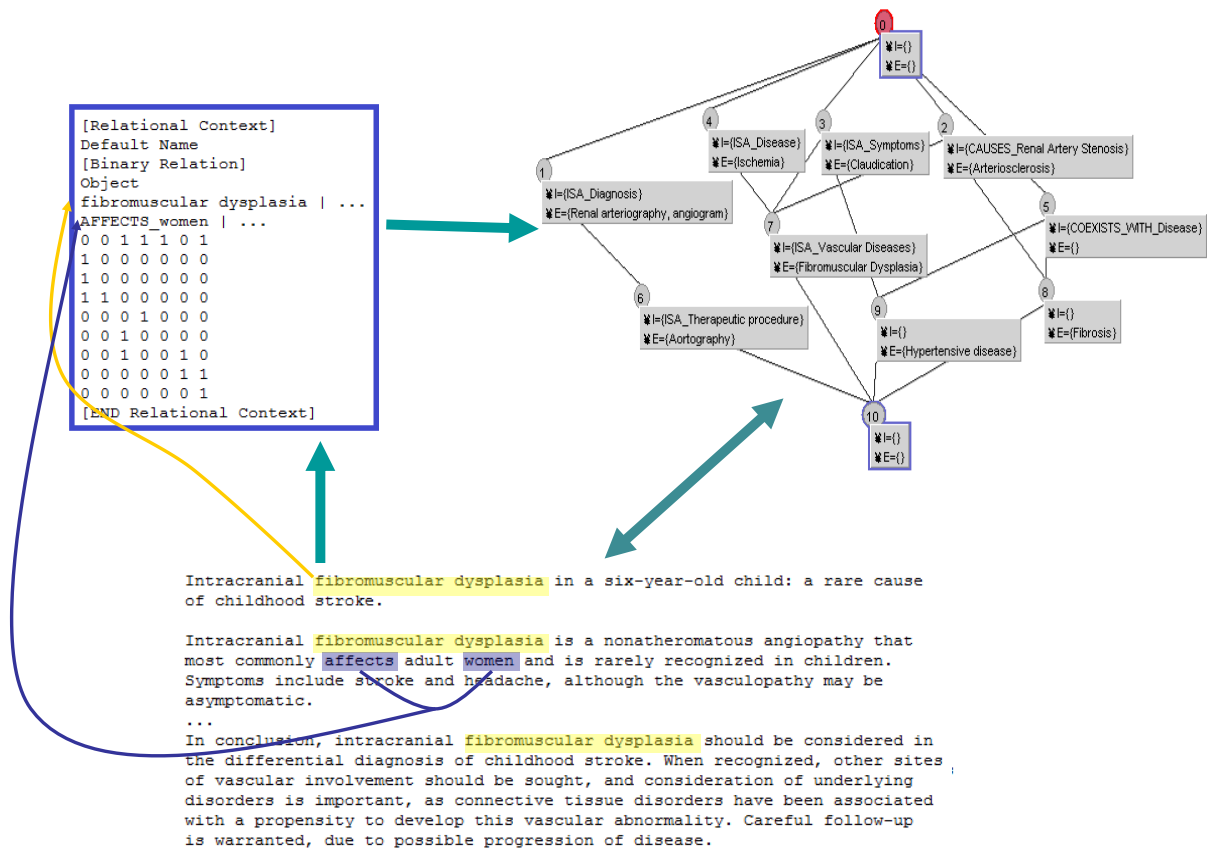 [Relational Context]
Default Name
[Binary Relation]
Object
fibromuscular dysplasia | ...
AFFECTS_women | ...
0 0 1 1 1 0 1
1 0 0 0 0 0 0
1 0 0 0 0 0 0
1 1 0 0 0 0 0
0 0 0 1 0 0 0
0 0 1 0 0 0 0
0 0 1 0 0 1 0
0 0 0 0 0 1 1
0 0 0 0 0 0 1
[END Relational Context]
0
¥I={}
¥E={}
4
¥I={ISA_Disease}
¥E={Ischemia}
3
¥I={ISA_Symptoms}
¥E={Claudication}
2
¥I={CAUSES_Renal Artery Stenosis}
¥E={Arteriosclerosis}
1
¥I={ISA_Diagnosis}
¥E={Renal arteriography, angiogram}
5
¥I={COEXISTS_WITH_Disease}
¥E={}
7
¥I={ISA_Vascular Diseases}
¥E={Fibromuscular Dysplasia}
6
¥I={ISA_Therapeutic procedure}
¥E={Aortography}
9
¥I={}
¥E={Hypertensive disease}
8
¥I={}
¥E={Fibrosis}
10
¥I={}
¥E={}
Intracranial fibromuscular dysplasia in a six-year-old child: a rare cause
of childhood stroke.
Intracranial fibromuscular dysplasia is a nonatheromatous angiopathy that
most commonly affects adult women and is rarely recognized in children.
Symptoms include stroke and headache, although the vasculopathy may be
asymptomatic.
...
In conclusion, intracranial fibromuscular dysplasia should be considered in
the differential diagnosis of childhood stroke. When recognized, other sites
of vascular involvement should be sought, and consideration of underlying
disorders is important, as connective tissue disorders have been associated
with a propensity to develop this vascular abnormality. Careful follow-up
is warranted, due to possible progression of disease.